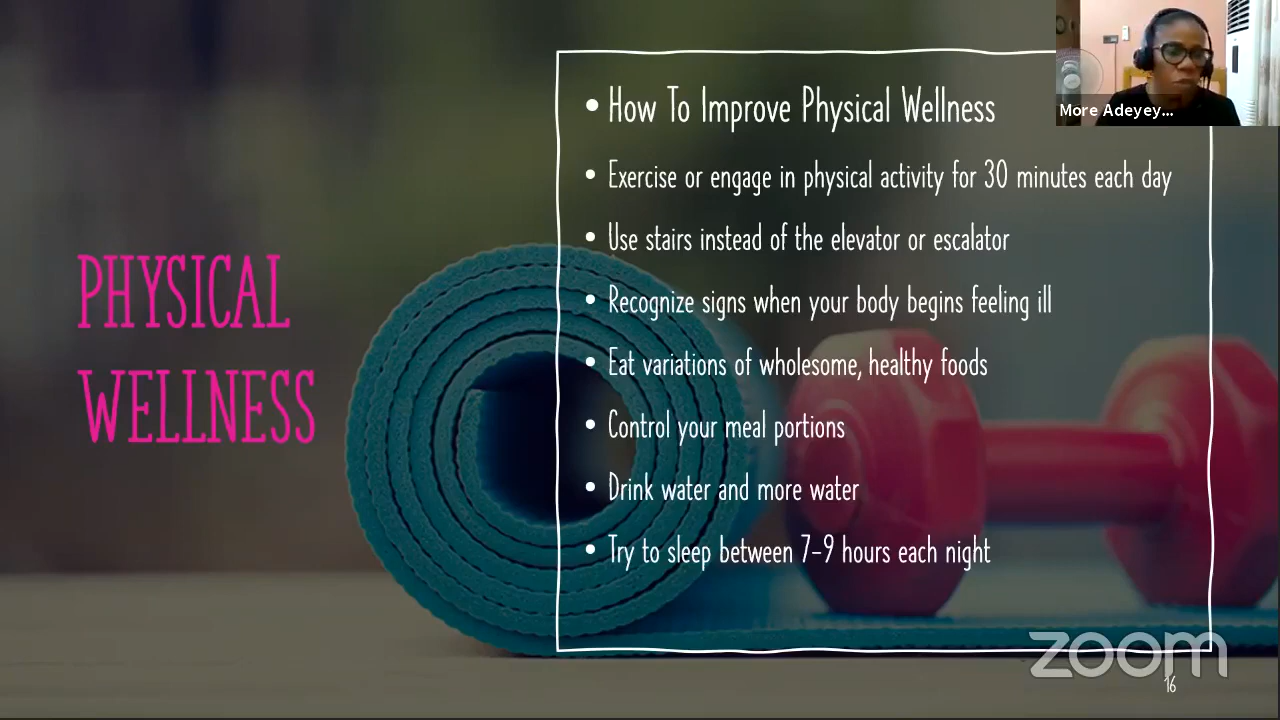 More Adeyey...
PHYSICAL
WELLNESS
• How To Improve Physical Wellness
• Exercise or engage in physical activity for 30 minutes each day
• Use stairs instead of the elevator or escalator
• Recognize signs when your body begins feeling ill
• Eat variations of wholesome, healthy foods
• Control your meal portions
• Drink water and more water
• Try to sleep between 7-9 hours each night
zoom
16